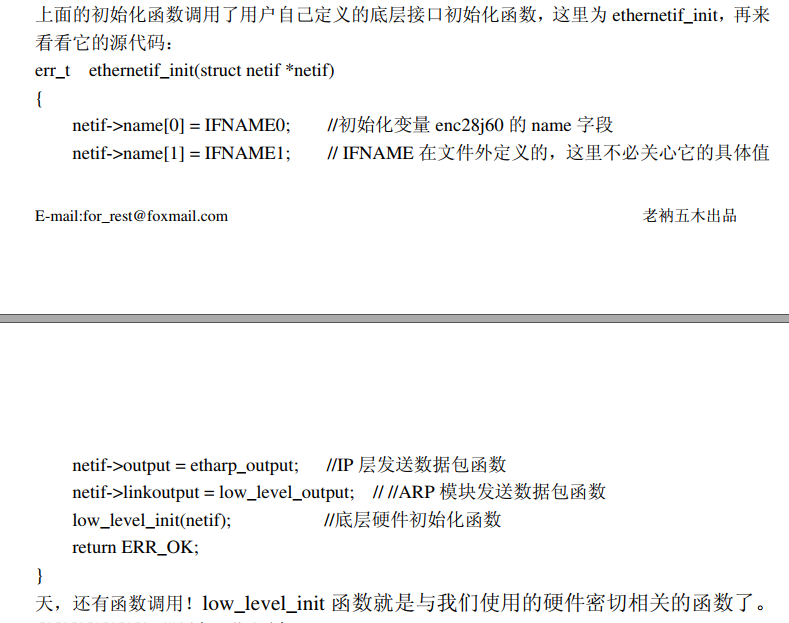 上面的初始化函数调用了用户自己定义的底层接口初始化函数，这里为 ethernetif_init，再来
看看它的源代码：
err_t ethernetif_init(struct netif *netif)
{
netif->name[0] = IFNAME0; //初始化变量 enc28j60 的 name 字段
netif->name[1] = IFNAME1; // IFNAME 在文件外定义的，这里不必关心它的具体值
E-mail:for_rest@foxmail.com 老衲五木出品
netif->output = etharp_output; //IP 层发送数据包函数
netif->linkoutput = low_level_output; // //ARP 模块发送数据包函数
low_level_init(netif); //底层硬件初始化函数
return ERR_OK;
}
天，还有函数调用！low_level_init 函数就是与我们使用的硬件密切相关的函数了。